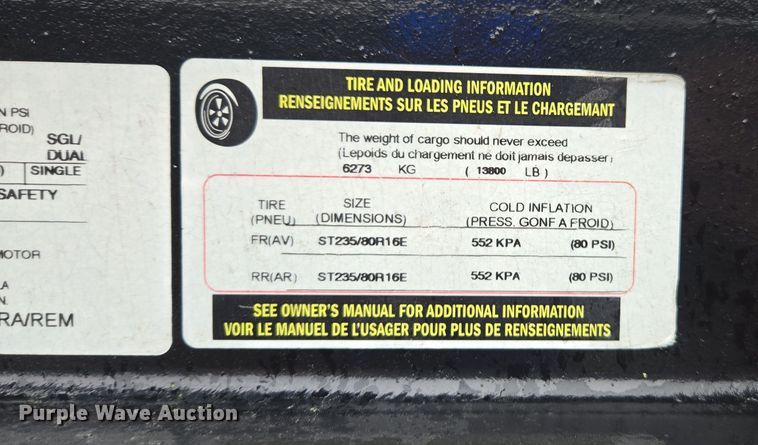 N PSI
ROID)
SGL/
DUAL
) SINGLE
SAFETY
MOTOR
LA
N.
RA/REM
TIRE AND LOADING INFORMATION
RENSEIGNEMENTS SUR LES PNEUS ET LE CHARGEMANT
The weight of cargo should never exceed
(Lepoids du chargement ne doit jamais depasser)
6273 KG ( 13800 LB )
TIRE SIZE COLD INFLATION
(PNEU) (DIMENSIONS) (PRESS. GONF A FROID)
FR(AV) ST235/80R16E 552 KPA (80 PSI)
RR(AR) ST235/80R16E 552 KPA (80 PSI)
SEE OWNER'S MANUAL FOR ADDITIONAL INFORMATION
VOIR LE MANUEL DE L'USAGER POUR PLUS DE RENSEIGNEMENTS
Purple Wave Auction